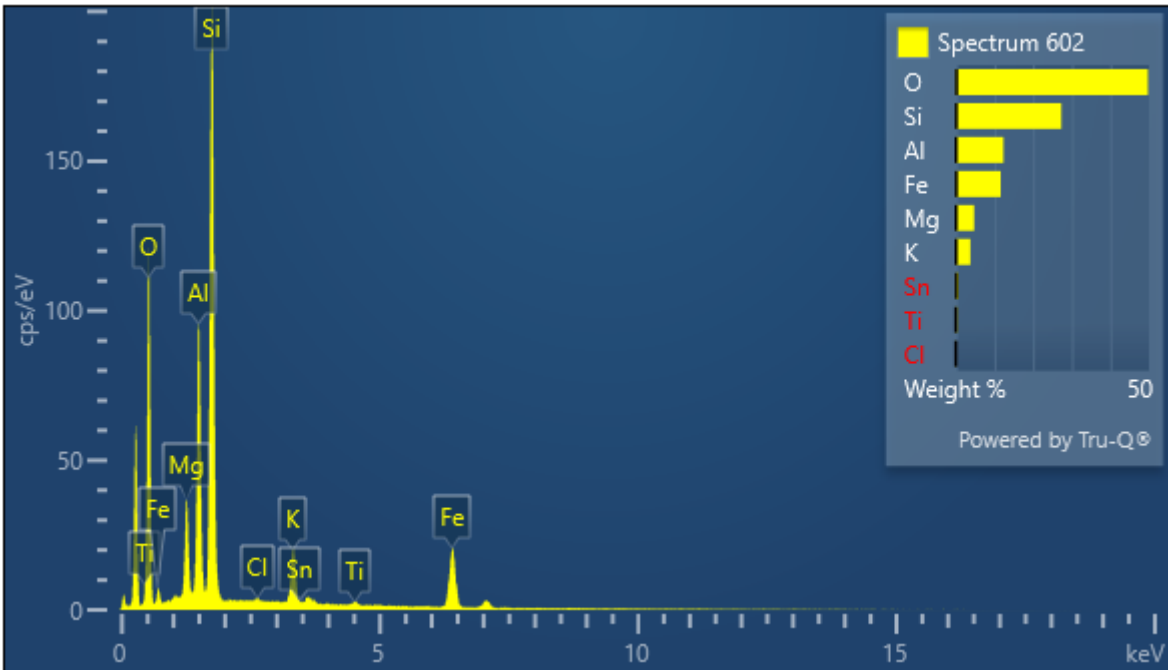 Si
Spectrum 602
O
Si
Al
Fe
Mg
K
Sn
Ti
Cl
Weight % 50
Powered by Tru-Q®
cps/eV
150
100
50
0
O
Al
Mg
Fe
Ti
Cl
K
Sn
Ti
Fe
0 5 10 15 keV